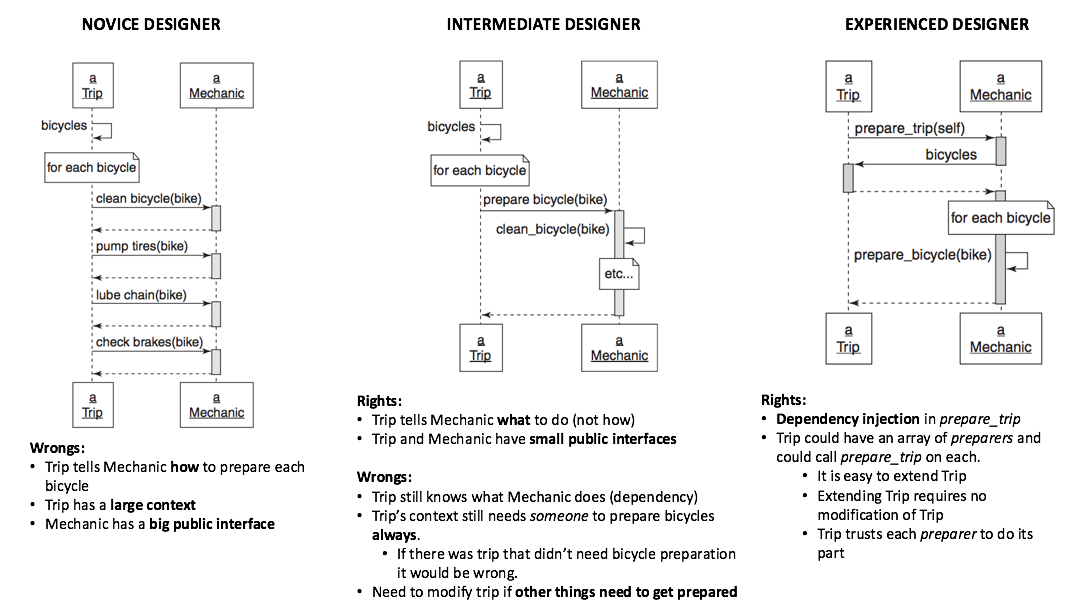 NOVICE DESIGNER
a
Trip
a
Mechanic
bicycles
for each bicycle
clean bicycle(bike)
pump tires(bike)
lube chain(bike)
check brakes(bike)
a
Trip
a
Mechanic
Wrongs:
• Trip tells Mechanic how to prepare each
bicycle
• Trip has a large context
• Mechanic has a big public interface
INTERMEDIATE DESIGNER
a
Trip
a
Mechanic
bicycles
for each bicycle
prepare bicycle(bike)
clean_bicycle(bike)
etc...
a
Trip
a
Mechanic
Rights:
• Trip tells Mechanic what to do (not how)
• Trip and Mechanic have small public interfaces
Wrongs:
• Trip still knows what Mechanic does (dependency)
• Trip's context still needs someone to prepare bicycles
always.
• If there was trip that didn't need bicycle preparation
it would be wrong.
• Need to modify trip if other things need to get prepared
EXPERIENCED DESIGNER
a
Trip
a
Mechanic
prepare_trip(self)
bicycles
for each bicycle
prepare_bicycle(bike)
a
Trip
a
Mechanic
Rights:
• Dependency injection in prepare_trip
• Trip could have an array of preparers and
could call prepare_trip on each.
• It is easy to extend Trip
• Extending Trip requires no
modification of Trip
• Trip trusts each preparer to do its
part